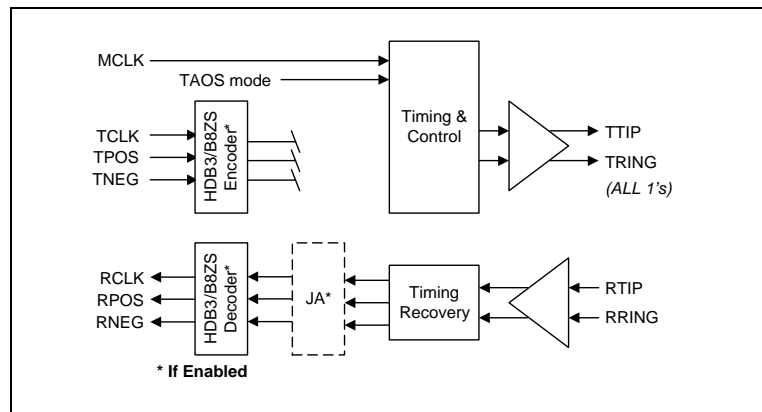 MCLK
TAOS mode
TCLK
TPOS
TNEG
HDB3/B8ZS
Encoder*
Timing &
Control
TTIP
TRING
(ALL 1's)
RCLK
RPOS
RNEG
HDB3/B8ZS
Decoder*
JA*
Timing
Recovery
RTIP
RRING
* If Enabled